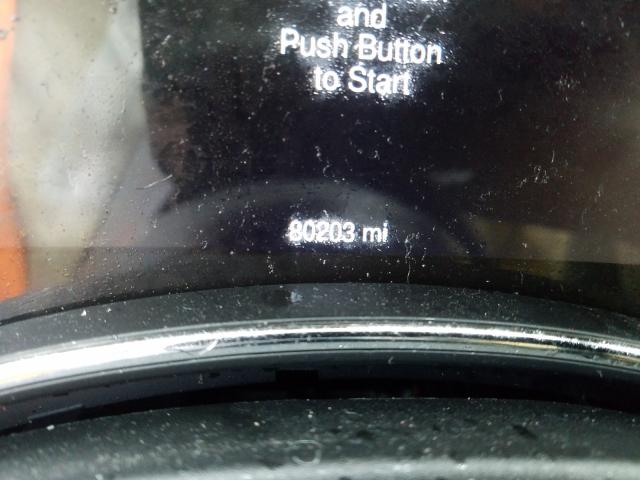 and
Push Button
to Start
80203 mi